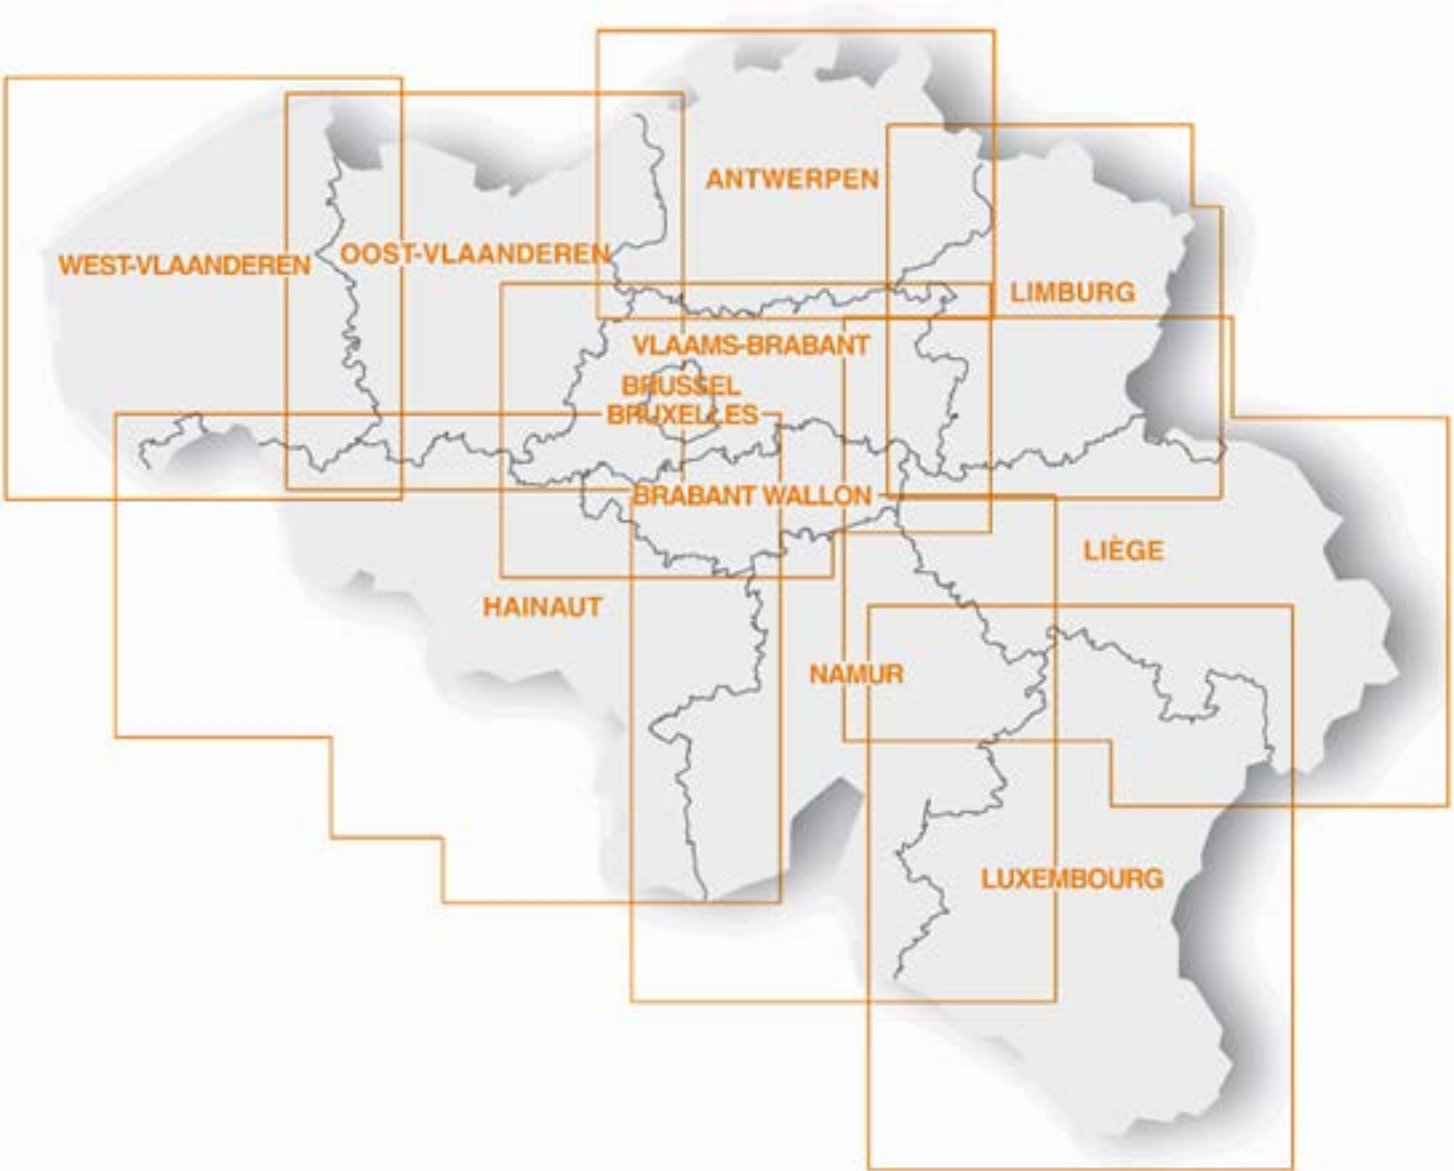 ANTWERPEN
WEST-VLAANDEREN
OOST-VLAANDEREN
LIMBURG
VLAAMS-BRABANT
BRUSSEL
BRUXELLES
BRABANT WALLON
LIÈGE
HAINAUT
NAMUR
LUXEMBOURG